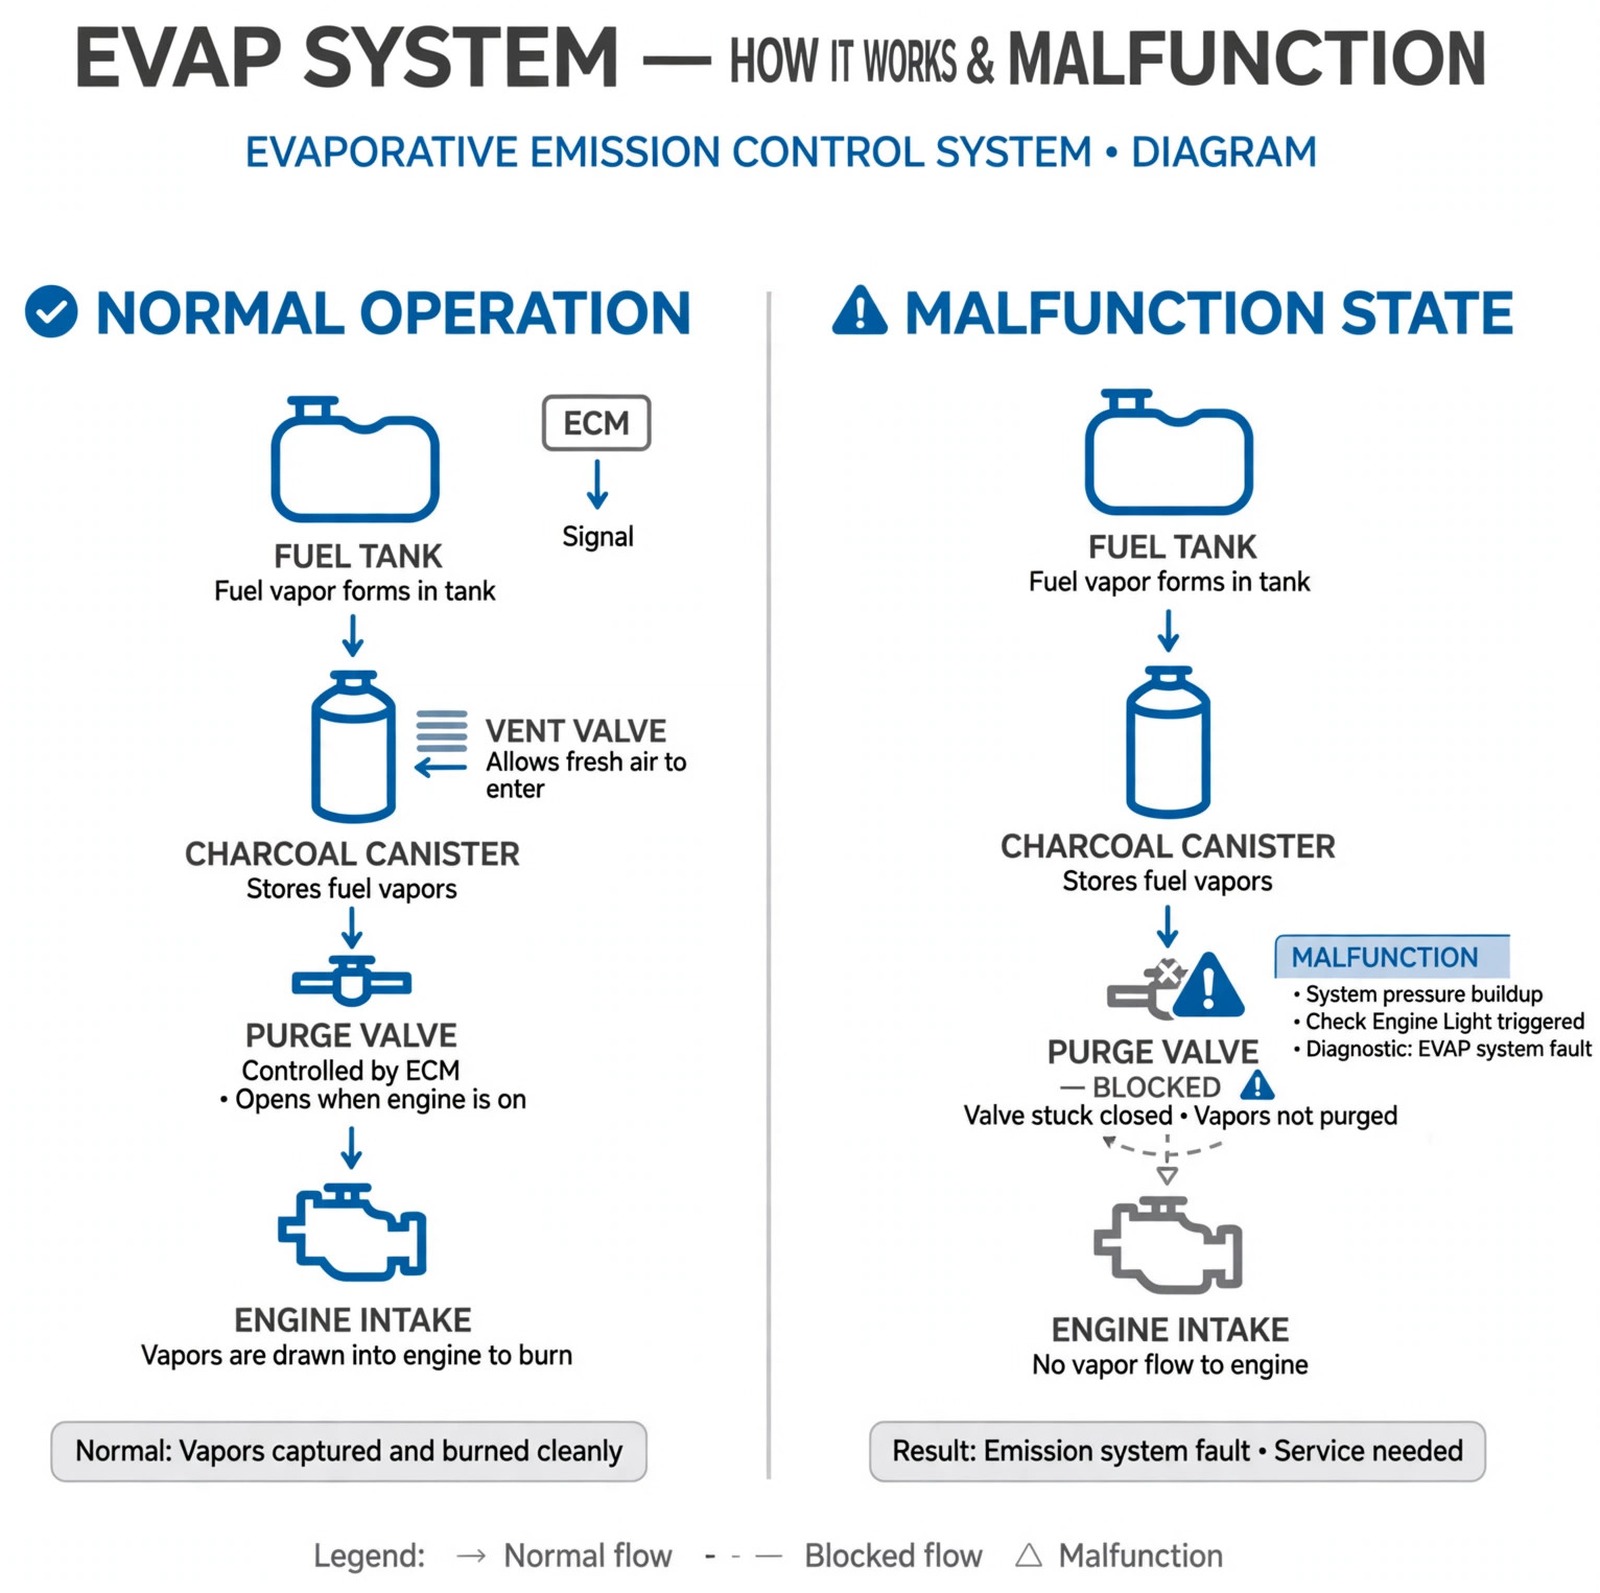 EVAP SYSTEM — HOW IT WORKS & MALFUNCTION
EVAPORATIVE EMISSION CONTROL SYSTEM • DIAGRAM
NORMAL OPERATION
ECM
Signal
FUEL TANK
Fuel vapor forms in tank
VENT VALVE
Allows fresh air to
enter
CHARCOAL CANISTER
Stores fuel vapors
PURGE VALVE
Controlled by ECM
• Opens when engine is on
ENGINE INTAKE
Vapors are drawn into engine to burn
Normal: Vapors captured and burned cleanly
MALFUNCTION STATE
FUEL TANK
Fuel vapor forms in tank
CHARCOAL CANISTER
Stores fuel vapors
MALFUNCTION
• System pressure buildup
• Check Engine Light triggered
• Diagnostic: EVAP system fault
PURGE VALVE
— BLOCKED
Valve stuck closed • Vapors not purged
ENGINE INTAKE
No vapor flow to engine
Result: Emission system fault • Service needed
Legend: → Normal flow - - — Blocked flow △ Malfunction